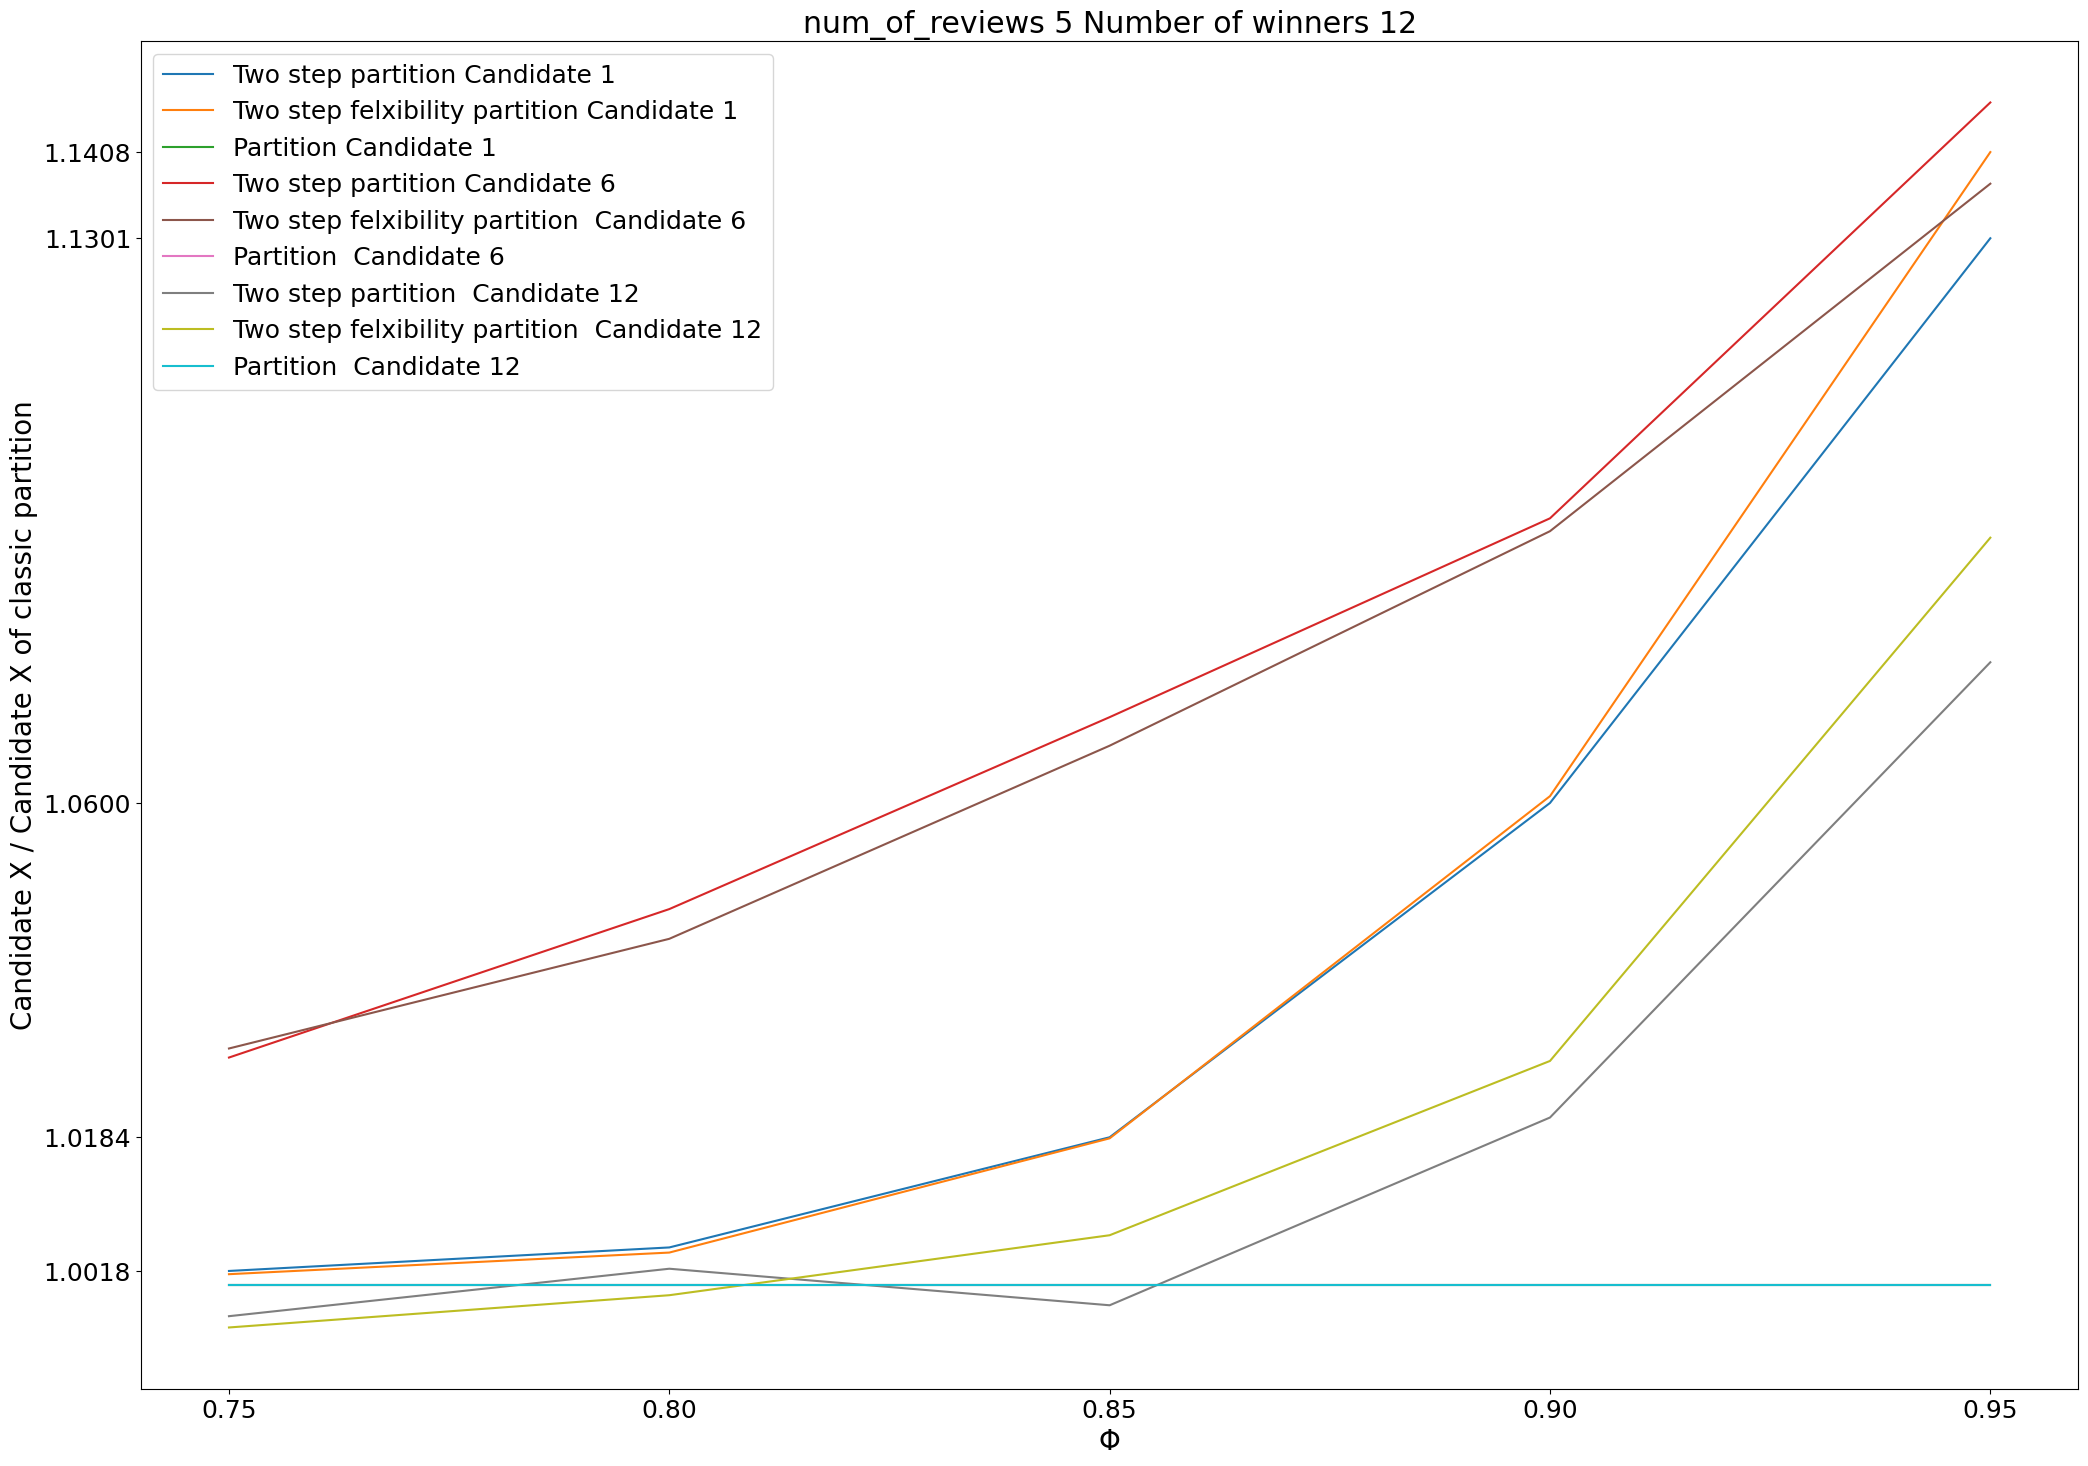 num_of_reviews 5 Number of winners 12
Two step partition Candidate 1
Two step felxibility partition Candidate 1
Partition Candidate 1
Two step partition Candidate 6
Two step felxibility partition  Candidate 6
Partition  Candidate 6
Two step partition  Candidate 12
Two step felxibility partition  Candidate 12
Partition  Candidate 12
Candidate X / Candidate X of classic partition
1.1408
1.1301
1.0600
1.0184
1.0018
0.75 0.80 0.85 0.90 0.95
Φ